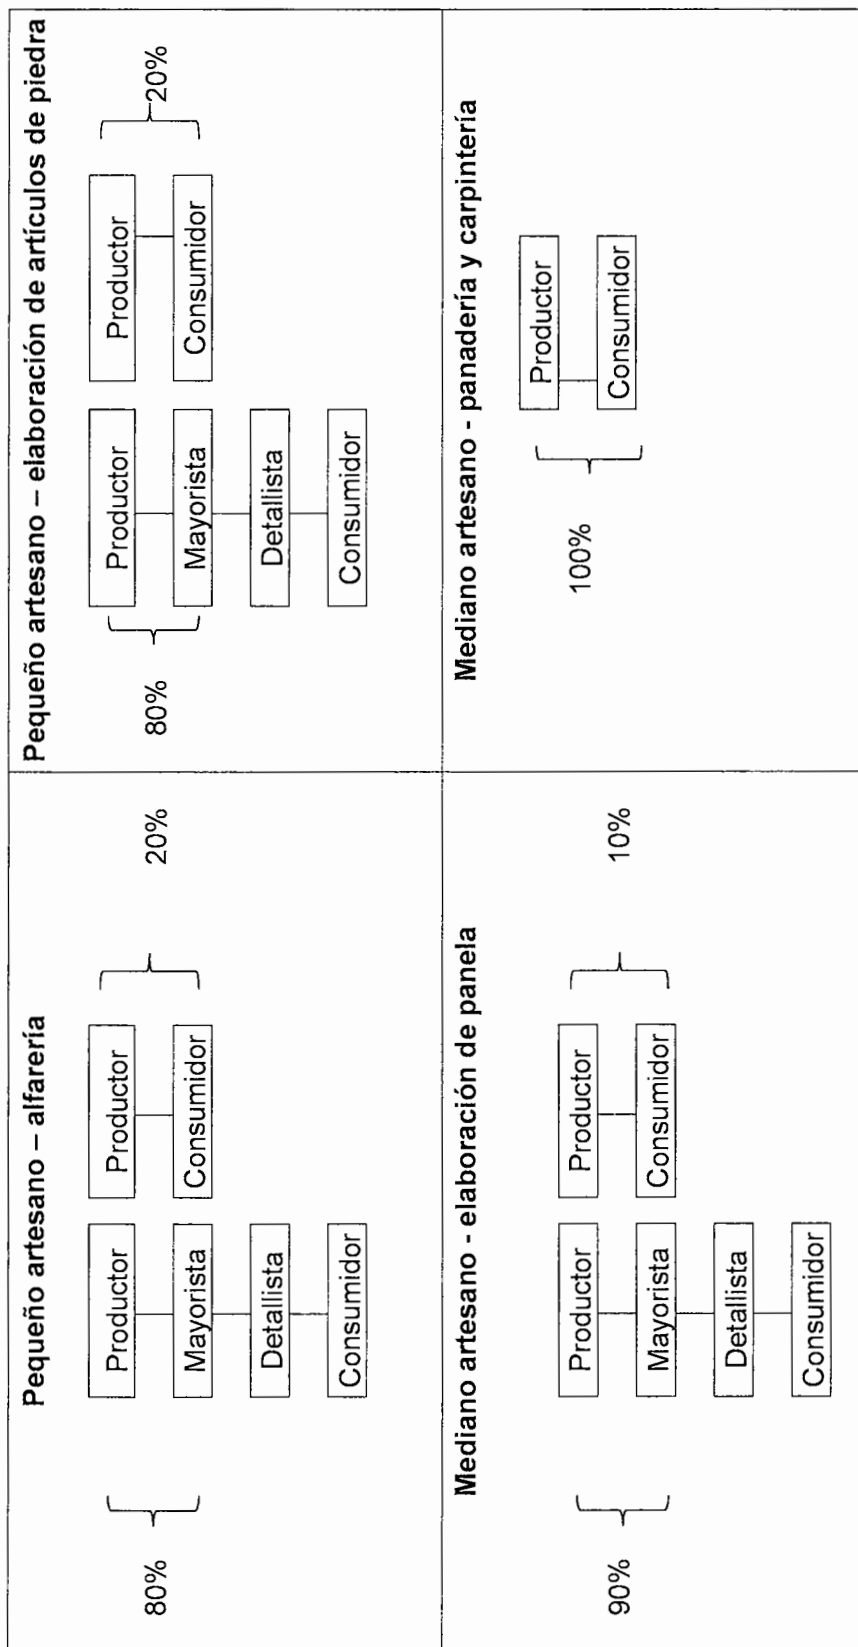 Pequeño artesano – alfarería
80%
Productor
Mayorista
Detallista
Consumidor
Productor
Consumidor
20%
Pequeño artesano – elaboración de artículos de piedra
80%
Productor
Mayorista
Detallista
Consumidor
Productor
Consumidor
20%
Mediano artesano - elaboración de panela
90%
Productor
Mayorista
Detallista
Consumidor
Productor
Consumidor
10%
Mediano artesano - panadería y carpintería
100%
Productor
Consumidor